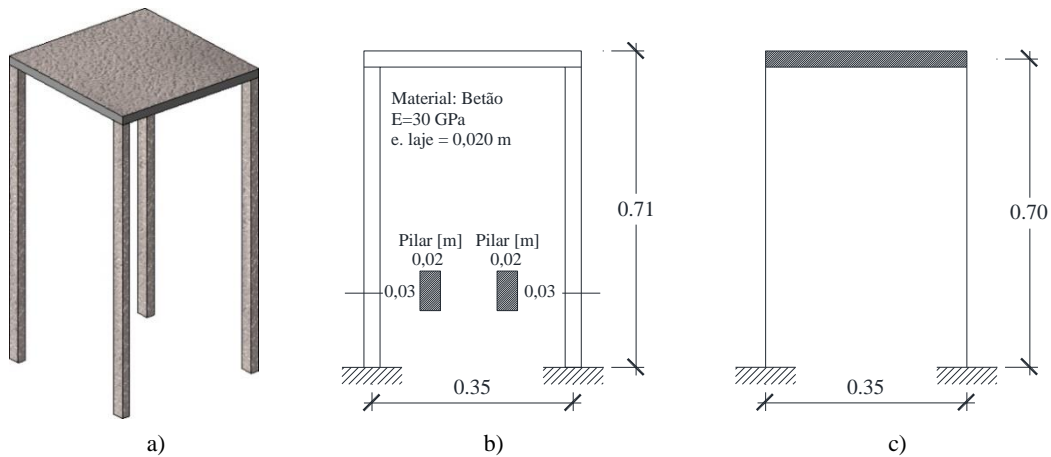 Material: Betão
E=30 GPa
e. laje = 0,020 m
Pilar [m] Pilar [m]
0,02 0,02
0,03 0,03
0.71
0.70
0.35
0.35
a)
b)
c)